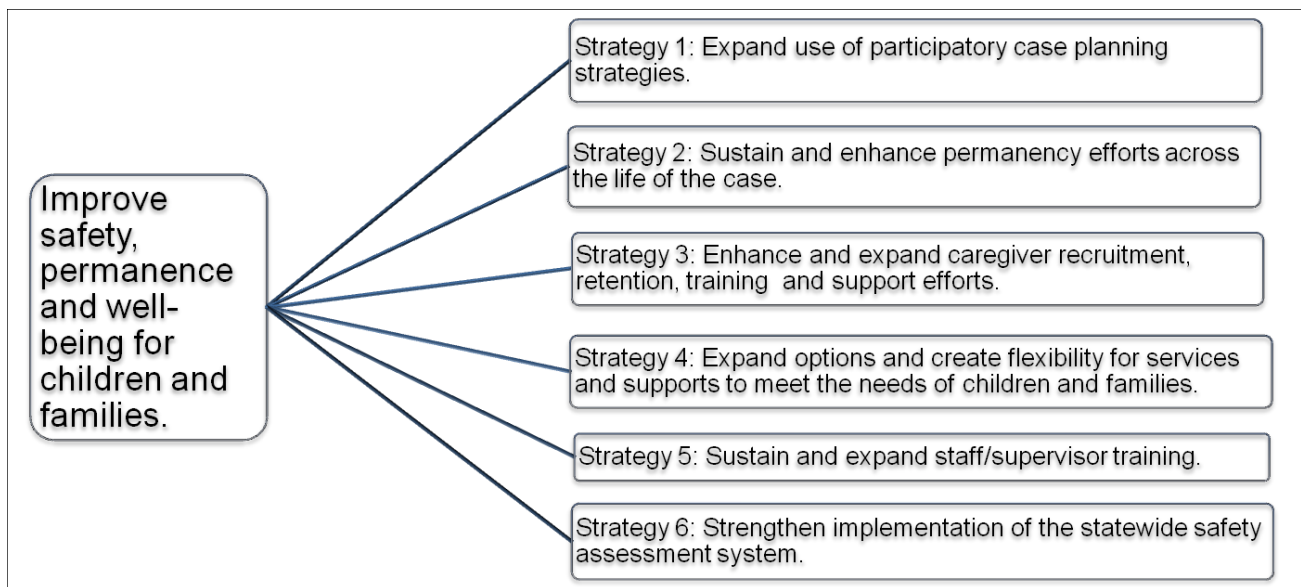 Improve
safety,
permanence
and well-
being for
children and
families.
Strategy 1: Expand use of participatory case planning
strategies.
Strategy 2: Sustain and enhance permanency efforts across
the life of the case.
Strategy 3: Enhance and expand caregiver recruitment,
retention, training and support efforts.
Strategy 4: Expand options and create flexibility for services
and supports to meet the needs of children and families.
Strategy 5: Sustain and expand staff/supervisor training.
Strategy 6: Strengthen implementation of the statewide safety
assessment system.